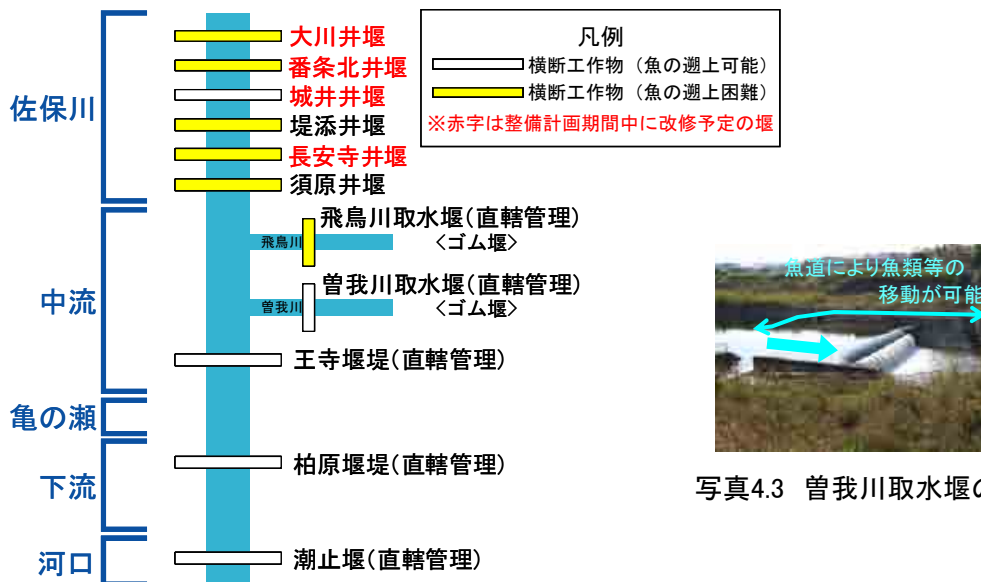 大川井堰
番条北井堰
城井井堰
堤添井堰
長安寺井堰
須原井堰
佐保川
凡例
横断工作物（魚の遡上可能）
横断工作物（魚の遡上困難）
※赤字は整備計画期間中に改修予定の堰
飛鳥川取水堰(直轄管理)
<ゴム堰>
飛鳥川
曽我川取水堰(直轄管理)
<ゴム堰>
曽我川
中流
王寺堰堤(直轄管理)
亀の瀬
柏原堰堤(直轄管理)
下流
潮止堰(直轄管理)
河口
魚道により魚類等の
移動が可能
写真4.3 曽我川取水堰の